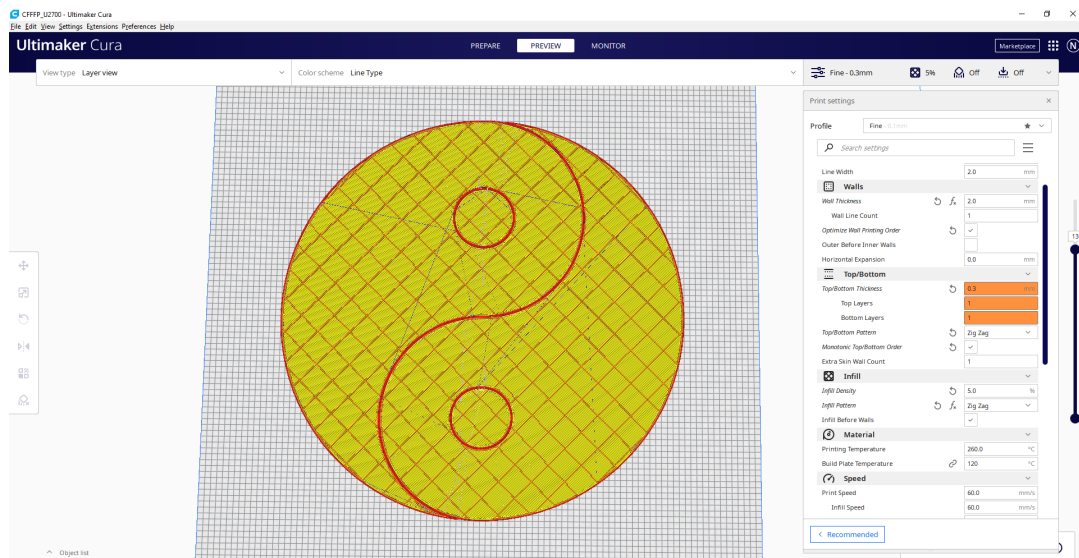 CFFFP_U2700 - Ultimaker Cura
File Edit View Settings Extensions Preferences Help
Ultimaker Cura
PREPARE PREVIEW MONITOR
Marketplace
N
View type Layer view
Color scheme Line Type
Fine - 0.3mm 5% Off Off
Print settings
Profile Fine - 0.1mm
Search settings
Line Width 2.0 mm
Walls
Wall Thickness 2.0 mm
Wall Line Count 1
Optimize Wall Printing Order
Outer Before Inner Walls
Horizontal Expansion 0.0 mm
13
Top/Bottom
Top/Bottom Thickness 0.3 mm
Top Layers 1
Bottom Layers 1
Top/Bottom Pattern Zig Zag
Monotonic Top/Bottom Order
Extra Skin Wall Count 1
Infill
Infill Density 5.0 %
Infill Pattern Zig Zag
Infill Before Walls
Material
Printing Temperature 260.0 °C
Build Plate Temperature 120 °C
Speed
Print Speed 60.0 mm/s
Infill Speed 60.0 mm/s
Recommended
Object list